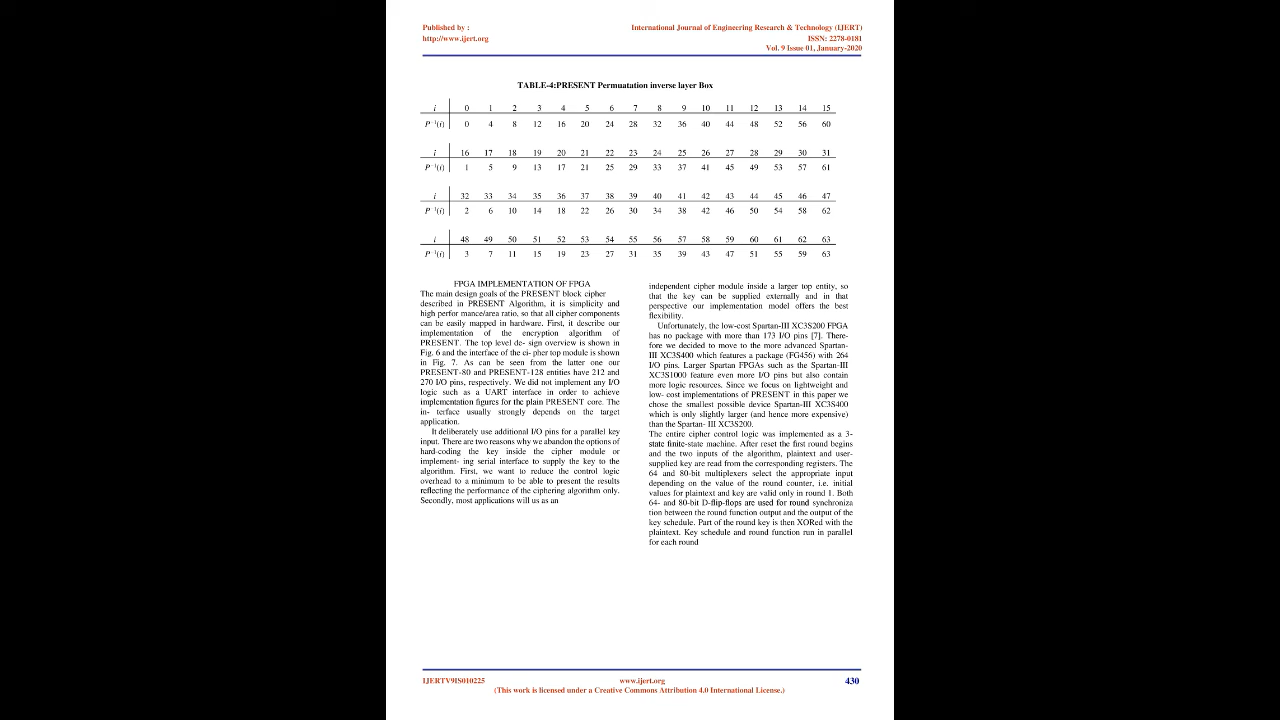 Published by :
International Journal of Engineering Research & Technology (IJERT)
http://www.ijert.org
ISSN: 2278-0181
Vol. 9 Issue 01, January-2020
TABLE-4:PRESENT Permuatation inverse layer Box
i 0 1 2 3 4 5 6 7 8 9 10 11 12 13 14 15
P⁻¹(i) 0 4 8 12 16 20 24 28 32 36 40 44 48 52 56 60
i 16 17 18 19 20 21 22 23 24 25 26 27 28 29 30 31
P⁻¹(i) 1 5 9 13 17 21 25 29 33 37 41 45 49 53 57 61
i 32 33 34 35 36 37 38 39 40 41 42 43 44 45 46 47
P⁻¹(i) 2 6 10 14 18 22 26 30 34 38 42 46 50 54 58 62
i 48 49 50 51 52 53 54 55 56 57 58 59 60 61 62 63
P⁻¹(i) 3 7 11 15 19 23 27 31 35 39 43 47 51 55 59 63
FPGA IMPLEMENTATION OF FPGA
The main design goals of the PRESENT block cipher
described in PRESENT Algorithm, it is simplicity and
high perfor mance/area ratio, so that all cipher components
can be easily mapped in hardware. First, it describe our
implementation of the encryption algorithm of
PRESENT. The top level de- sign overview is shown in
Fig. 6 and the interface of the ci- pher top module is shown
in Fig. 7. As can be seen from the latter one our
PRESENT-80 and PRESENT-128 entities have 212 and
270 I/O pins, respectively. We did not implement any I/O
logic such as a UART interface in order to achieve
implementation figures for the plain PRESENT core. The
in- terface usually strongly depends on the target
application.
It deliberately use additional I/O pins for a parallel key
input. There are two reasons why we abandon the options of
hard-coding the key inside the cipher module or
implement- ing serial interface to supply the key to the
algorithm. First, we want to reduce the control logic
overhead to a minimum to be able to present the results
reflecting the performance of the ciphering algorithm only.
Secondly, most applications will us as an
independent cipher module inside a larger top entity, so
that the key can be supplied externally and in that
perspective our implementation model offers the best
flexibility.
Unfortunately, the low-cost Spartan-III XC3S200 FPGA
has no package with more than 173 I/O pins [7]. There-
fore we decided to move to the more advanced Spartan-
III XC3S400 which features a package (FG456) with 264
I/O pins. Larger Spartan FPGAs such as the Spartan-III
XC3S1000 feature even more I/O pins but also contain
more logic resources. Since we focus on lightweight and
low- cost implementations of PRESENT in this paper we
chose the smallest possible device Spartan-III XC3S400
which is only slightly larger (and hence more expensive)
than the Spartan- III XC3S200.
The entire cipher control logic was implemented as a 3-
state finite-state machine. After reset the first round begins
and the two inputs of the algorithm, plaintext and user-
supplied key are read from the corresponding registers. The
64 and 80-bit multiplexers select the appropriate input
depending on the value of the round counter, i.e. initial
values for plaintext and key are valid only in round 1. Both
64- and 80-bit D-flip-flops are used for round synchroniza
tion between the round function output and the output of the
key schedule. Part of the round key is then XORed with the
plaintext. Key schedule and round function run in parallel
for each round
IJERTV9IS010225
www.ijert.org
430
(This work is licensed under a Creative Commons Attribution 4.0 International License.)